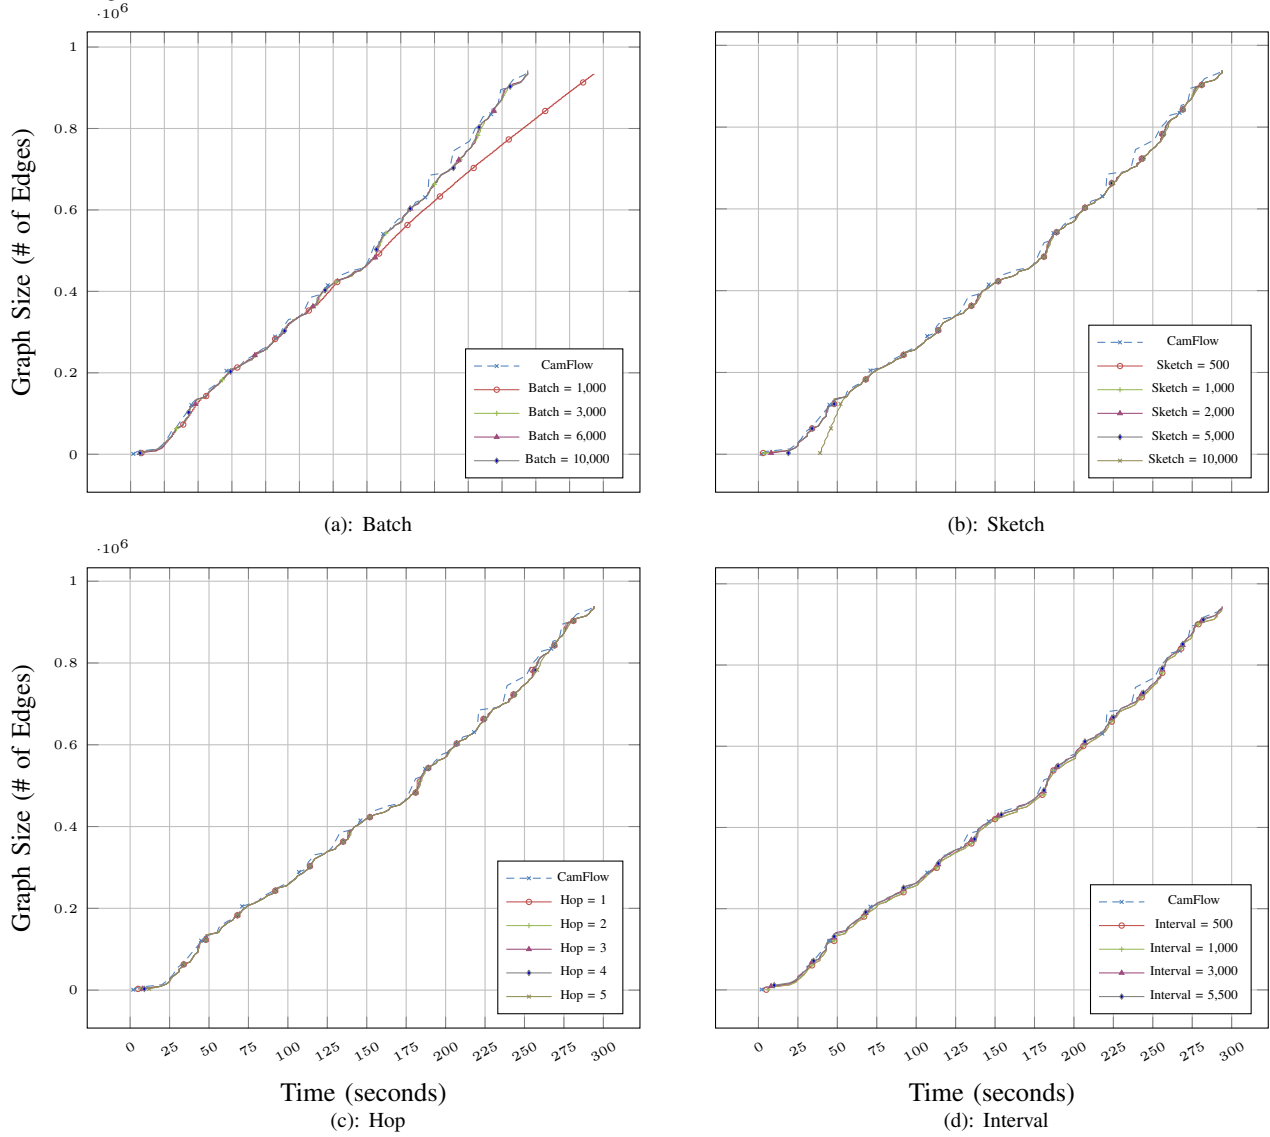 ·10⁶
1
0.8
0.6
0.4
0.2
0
Graph Size (# of Edges)
CamFlow
Batch = 1,000
Batch = 3,000
Batch = 6,000
Batch = 10,000
(a): Batch
CamFlow
Sketch = 500
Sketch = 1,000
Sketch = 2,000
Sketch = 5,000
Sketch = 10,000
(b): Sketch
·10⁶
1
0.8
0.6
0.4
0.2
0
Graph Size (# of Edges)
CamFlow
Hop = 1
Hop = 2
Hop = 3
Hop = 4
Hop = 5
0 25 50 75 100 125 150 175 200 225 250 275 300
Time (seconds)
(c): Hop
CamFlow
Interval = 500
Interval = 1,000
Interval = 3,000
Interval = 5,500
0 25 50 75 100 125 150 175 200 225 250 275 300
Time (seconds)
(d): Interval